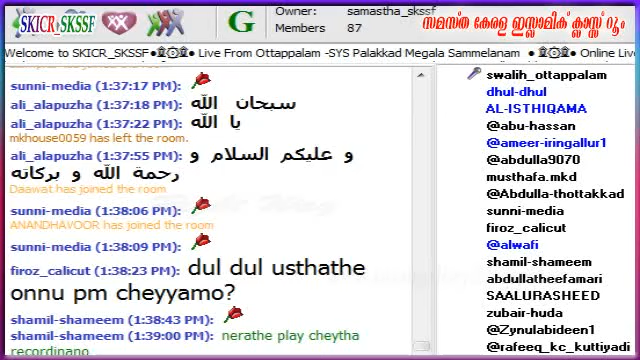 SKICR_SKSSF
G
Owner: samastha_skssf
Members 87
സമസ്ത കേരള ഇസ്ലാമിക് ക്ലാസ്സ് റൂം
Welcome to SKICR_SKSSF • Live From Ottappalam -SYS Palakkad Megala Sammelanam • Online Live
sunni-media (1:37:17 PM):
ali_alapuzha (1:37:18 PM): سبحان الله
ali_alapuzha (1:37:22 PM): يا الله
mkhouse0059 has left the room.
ali_alapuzha (1:37:55 PM): و عليكم السلام و
رحمة الله و بركاته
Daawat has joined the room
sunni-media (1:38:06 PM):
ANANDHAVOOR has joined the room
sunni-media (1:38:09 PM):
firoz_calicut (1:38:23 PM): dul dul usthathe
onnu pm cheyyamo?
shamil-shameem (1:38:43 PM):
shamil-shameem (1:39:00 PM): nerathe play cheytha
recordinano
swalih_ottappalam
dhul-dhul
AL-ISTHIQAMA
@abu-hassan
@ameer-iringallur1
@abdulla9070
musthafa.mkd
@Abdulla-thottakkad
sunni-media
firoz_calicut
@alwafi
shamil-shameem
abdullatheefamari
SAALURASHEED
zubair-huda
@Zynulabideen1
@rafeeq_kc_kuttiyadi